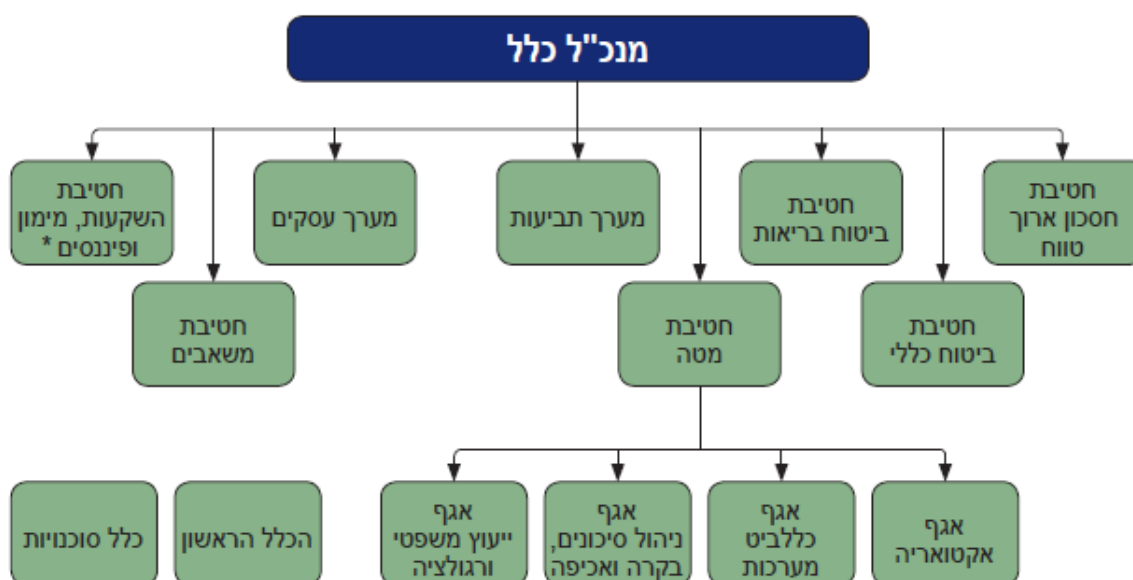 מנכ"ל כלל
חטיבת
חסכון ארוך
טווח
חטיבת
ביטוח בריאות
מערך תביעות
מערך עסקים
חטיבת
השקעות, מימון
ופיננסים *
חטיבת
ביטוח כללי
חטיבת
מטה
חטיבת
משאבים
אגף
אקטואריה
אגף
כללביט
מערכות
אגף
ניהול סיכונים,
בקרה ואכיפה
אגף
ייעוץ משפטי
ורגולציה
הכלל הראשון
כלל סוכנויות